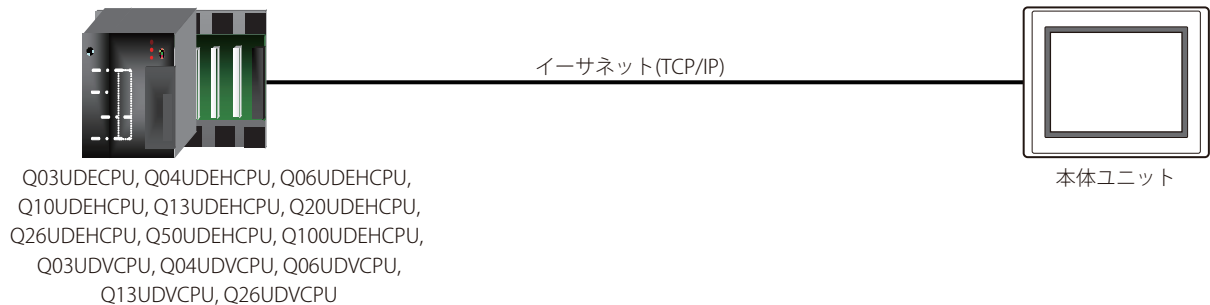 イーサネット(TCP/IP)
Q03UDECPU, Q04UDEHCPU, Q06UDEHCPU,
Q10UDEHCPU, Q13UDEHCPU, Q20UDEHCPU,
Q26UDEHCPU, Q50UDEHCPU, Q100UDEHCPU,
Q03UDVCPU, Q04UDVCPU, Q06UDVCPU,
Q13UDVCPU, Q26UDVCPU
本体ユニット